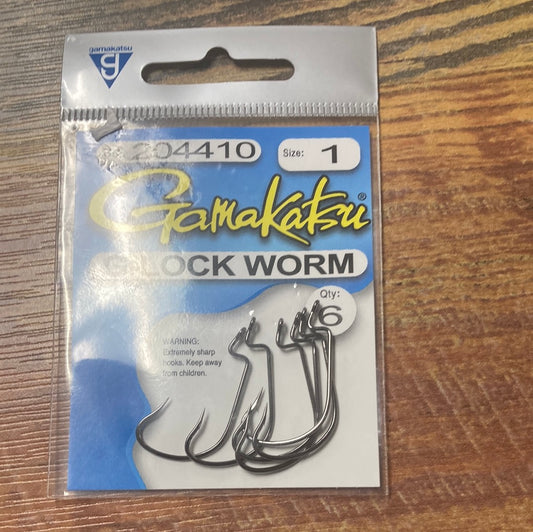 gamakatsu
g
204410
Size: 1
Gamakatsu®
G-LOCK WORM
Qty:
6
WARNING:
Extremely sharp
hooks. Keep away
from children.